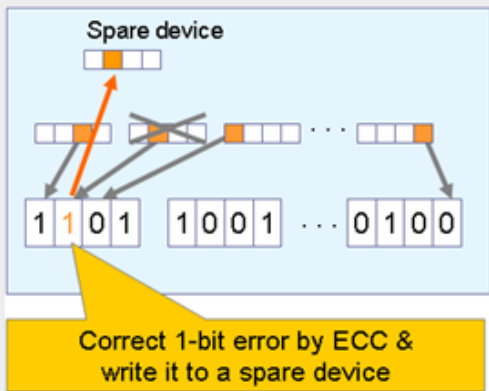 Spare device
1 1 0 1 1 0 0 1 ··· 0 1 0 0
Correct 1-bit error by ECC &
write it to a spare device